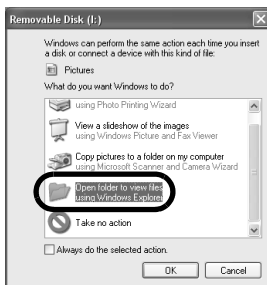 Removable Disk (I:)
Windows can perform the same action each time you insert
a disk or connect a device with this kind of file:
Pictures
What do you want Windows to do?
using Photo Printing Wizard
View a slideshow of the images
using Windows Picture and Fax Viewer
Copy pictures to a folder on my computer
using Microsoft Scanner and Camera Wizard
Open folder to view files
using Windows Explorer
Take no action
Always do the selected action.
OK Cancel